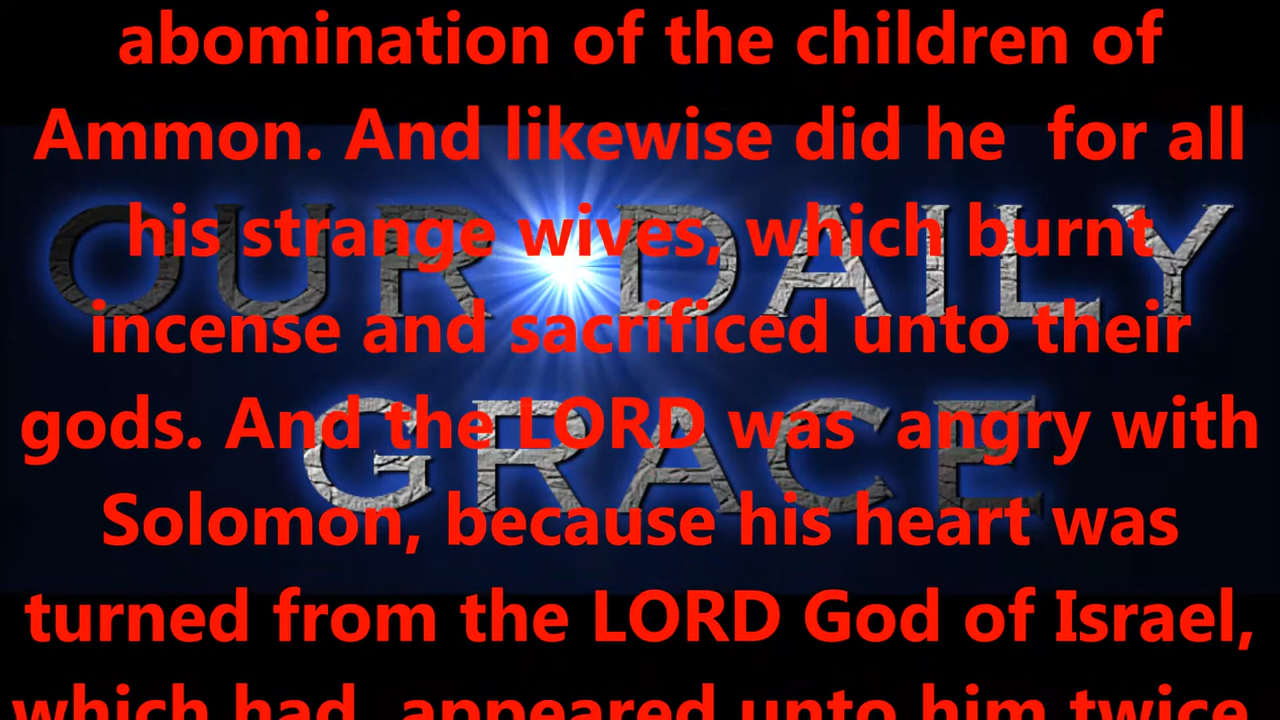 abomination of the children of
Ammon. And likewise did he  for all
his strange wives, which burnt
incense and sacrificed unto their
gods. And the LORD was  angry with
Solomon, because his heart was
turned from the LORD God of Israel,
which had  appeared unto him twice
OUR DAILY
GRACE